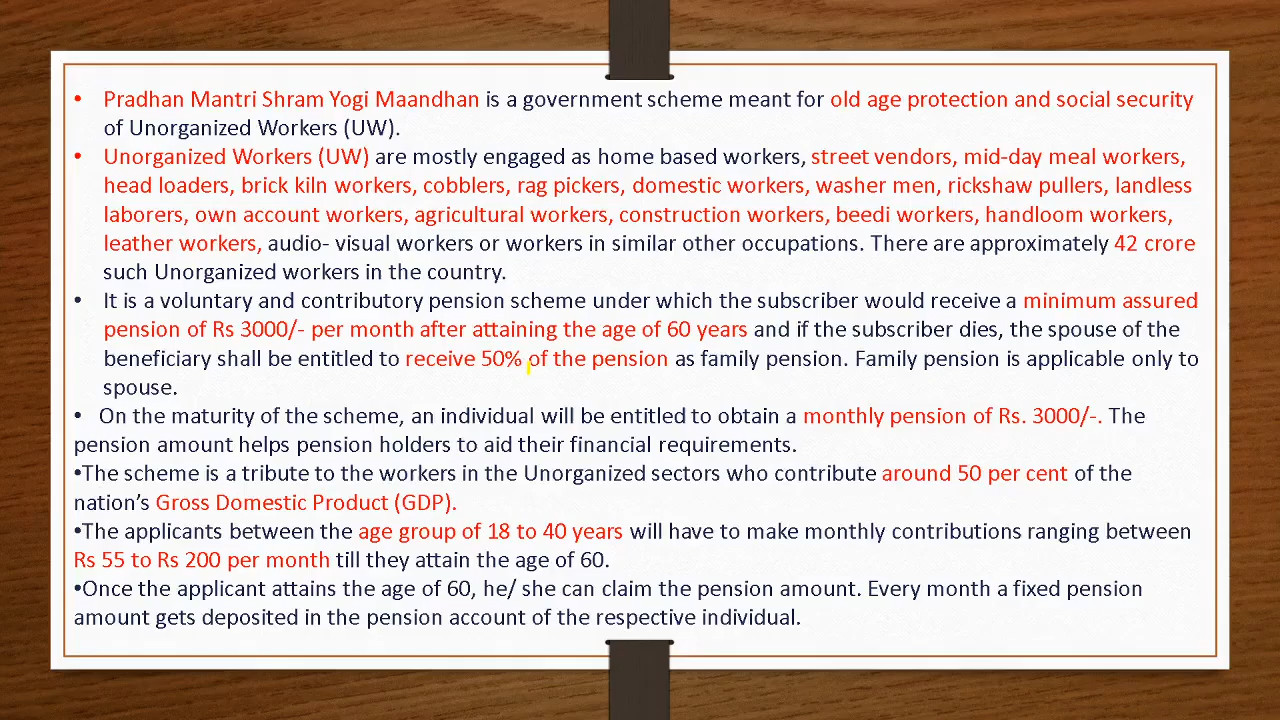 • Pradhan Mantri Shram Yogi Maandhan is a government scheme meant for old age protection and social security
of Unorganized Workers (UW).
• Unorganized Workers (UW) are mostly engaged as home based workers, street vendors, mid-day meal workers,
head loaders, brick kiln workers, cobblers, rag pickers, domestic workers, washer men, rickshaw pullers, landless
laborers, own account workers, agricultural workers, construction workers, beedi workers, handloom workers,
leather workers, audio- visual workers or workers in similar other occupations. There are approximately 42 crore
such Unorganized workers in the country.
• It is a voluntary and contributory pension scheme under which the subscriber would receive a minimum assured
pension of Rs 3000/- per month after attaining the age of 60 years and if the subscriber dies, the spouse of the
beneficiary shall be entitled to receive 50% of the pension as family pension. Family pension is applicable only to
spouse.
• On the maturity of the scheme, an individual will be entitled to obtain a monthly pension of Rs. 3000/-. The
pension amount helps pension holders to aid their financial requirements.
•The scheme is a tribute to the workers in the Unorganized sectors who contribute around 50 per cent of the
nation’s Gross Domestic Product (GDP).
•The applicants between the age group of 18 to 40 years will have to make monthly contributions ranging between
Rs 55 to Rs 200 per month till they attain the age of 60.
•Once the applicant attains the age of 60, he/ she can claim the pension amount. Every month a fixed pension
amount gets deposited in the pension account of the respective individual.